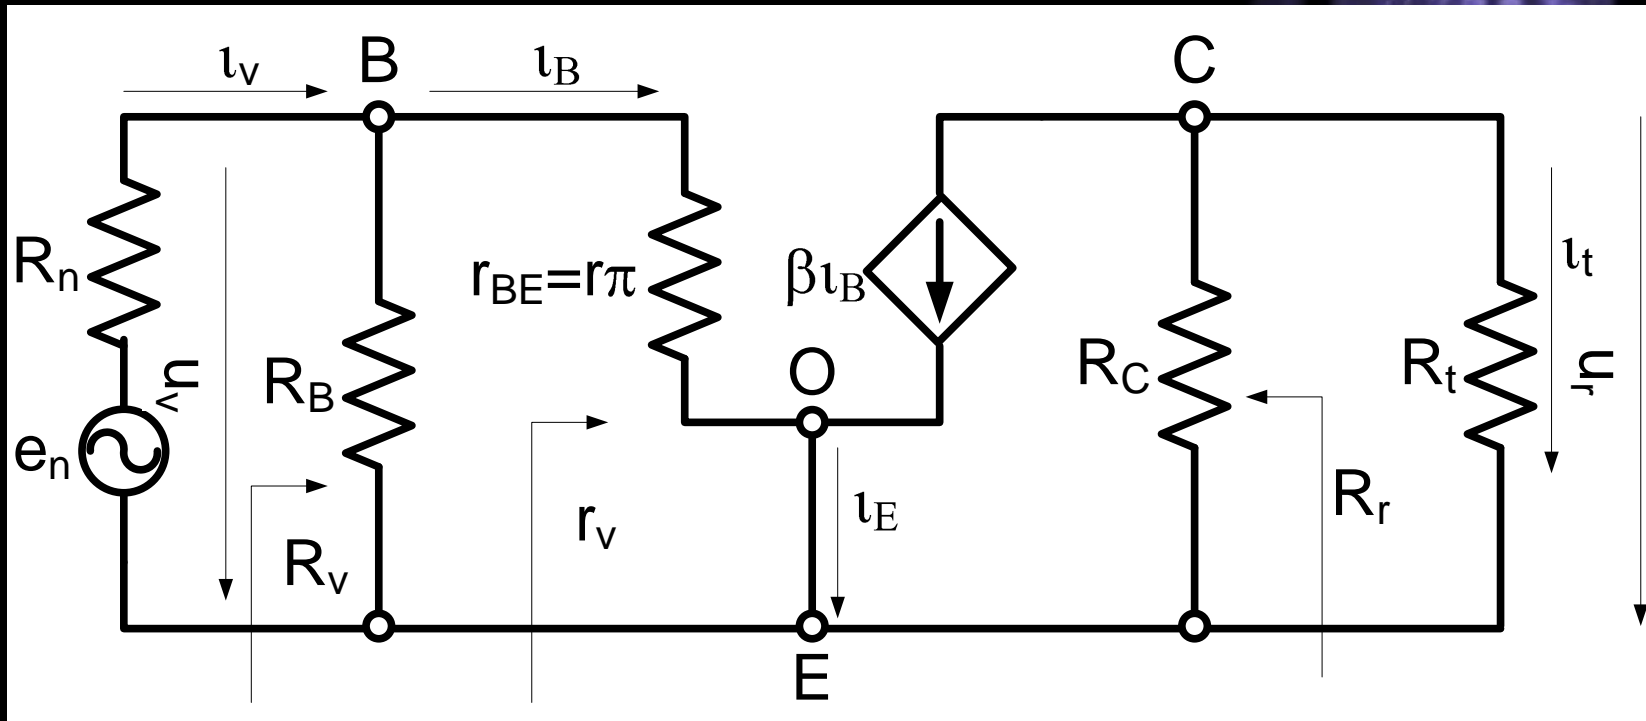 ιv
B
ιB
C
Rn
rBE=rπ
βιB
ιt
uv
RB
O
RC
Rt
ur
en
Rv
rv
ιE
Rr
E